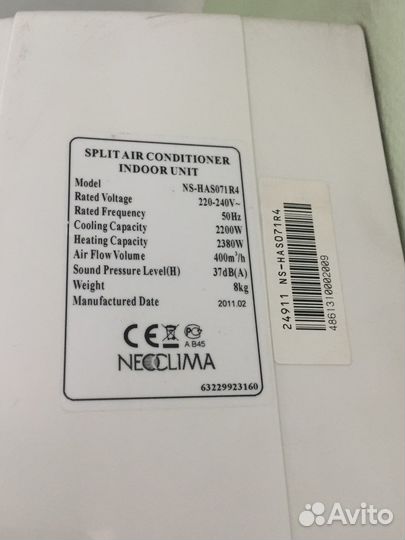 SPLIT AIR CONDITIONER
INDOOR UNIT
Model NS-HAS071R4
Rated Voltage 220-240V~
Rated Frequency 50Hz
Cooling Capacity 2200W
Heating Capacity 2380W
Air Flow Volume 400m³/h
Sound Pressure Level(H) 37dB(A)
Weight 8kg
Manufactured Date 2011.02
CE PC
А.В45
NEOCLIMA
63229923160
24911 NS-HAS071R4
4861310002009
Avito